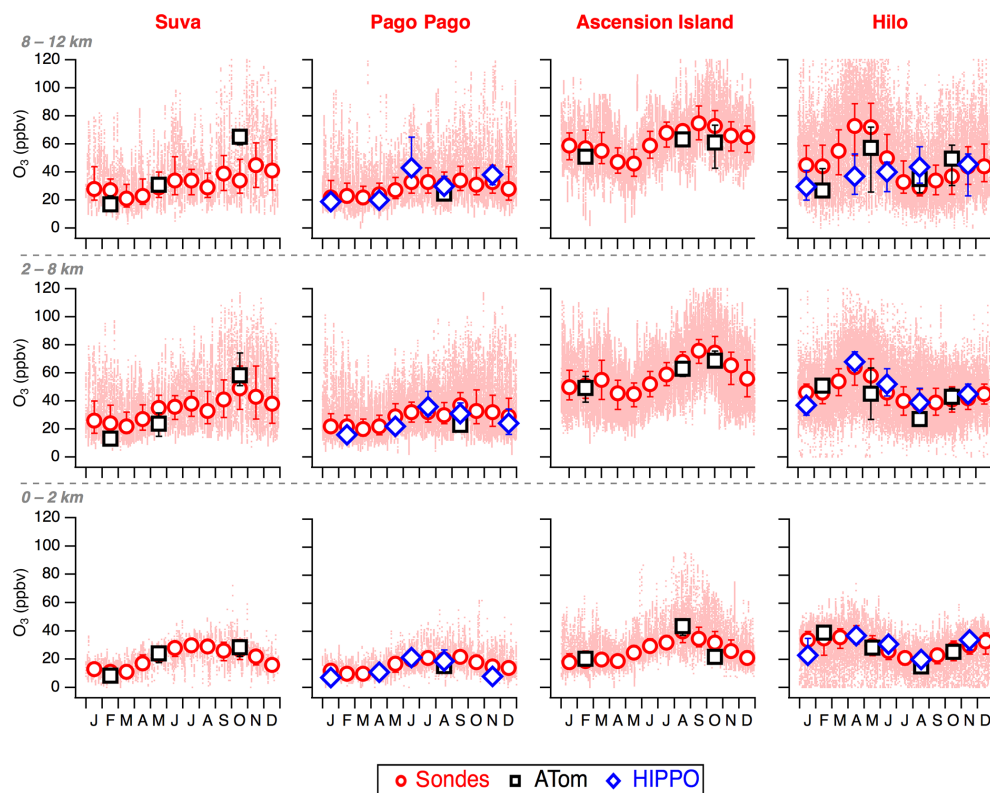 Suva Pago Pago Ascension Island Hilo
8 – 12 km
O3 (ppbv)
120
100
80
60
40
20
0
J F M A M J J A S O N D J F M A M J J A S O N D J F M A M J J A S O N D J F M A M J J A S O N D
2 – 8 km
O3 (ppbv)
120
100
80
60
40
20
0
0 – 2 km
O3 (ppbv)
120
100
80
60
40
20
0
J F M A M J J A S O N D J F M A M J J A S O N D J F M A M J J A S O N D J F M A M J J A S O N D
Sondes ATom HIPPO